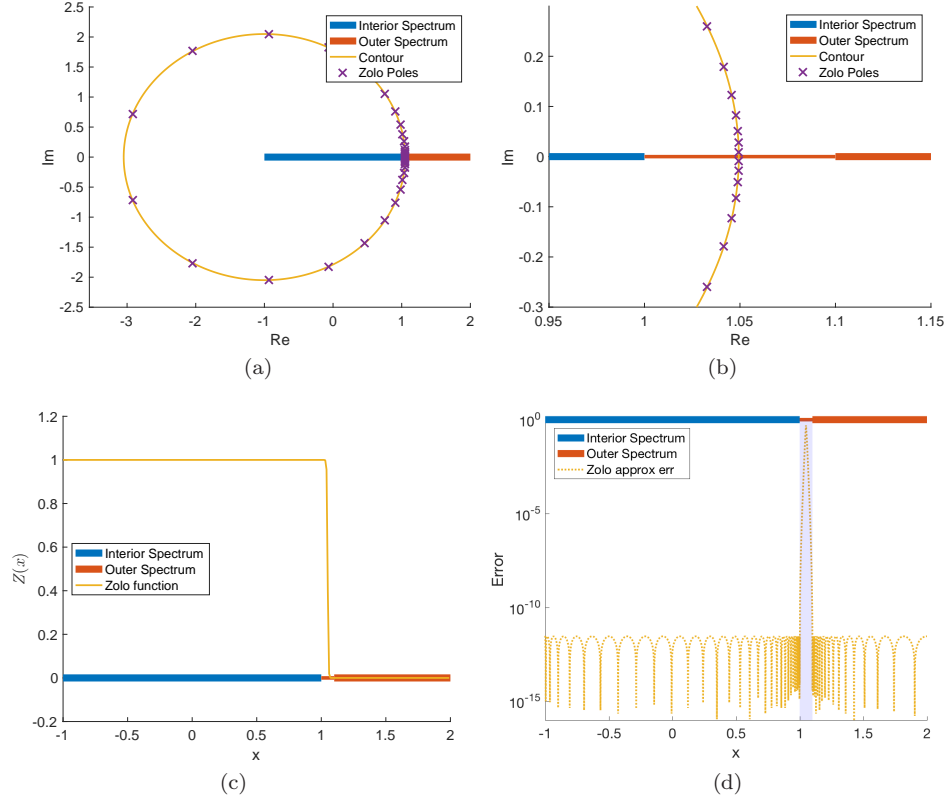 2.5
2
1.5
1
0.5
0
-0.5
-1
-1.5
-2
-2.5
Im
-3
-2
-1
0
1
2
Re
Interior Spectrum
Outer Spectrum
Contour
Zolo Poles
(a)
0.2
0.1
0
-0.1
-0.2
-0.3
Im
0.95
1
1.05
1.1
1.15
Re
Interior Spectrum
Outer Spectrum
Contour
Zolo Poles
(b)
1.2
1
0.8
0.6
0.4
0.2
0
-0.2
Z(x)
-1
-0.5
0
0.5
1
1.5
2
x
Interior Spectrum
Outer Spectrum
Zolo function
(c)
10^0
10^-5
10^-10
10^-15
Error
-1
-0.5
0
0.5
1
1.5
2
x
Interior Spectrum
Outer Spectrum
Zolo approx err
(d)